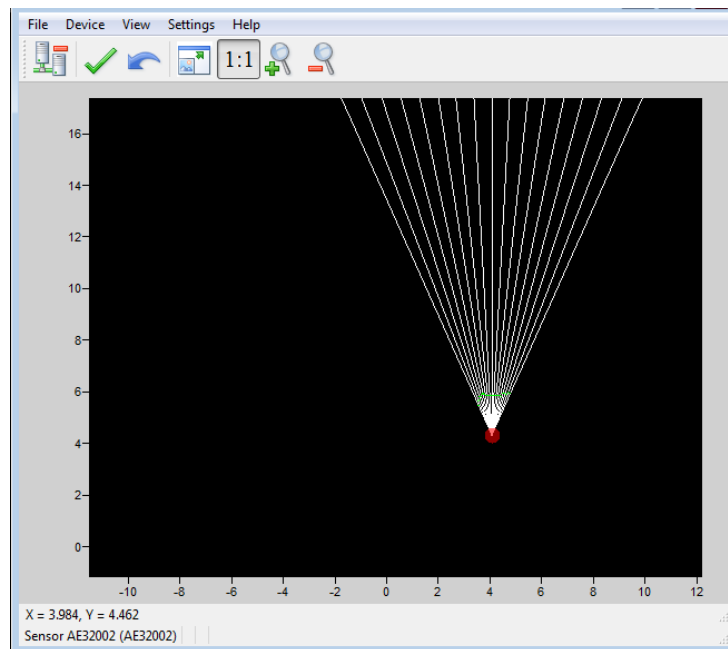 File Device View Settings Help
1:1
16
14
12
10
8
6
4
2
0
-10 -8 -6 -4 -2 0 2 4 6 8 10 12
X = 3.984, Y = 4.462
Sensor AE32002 (AE32002)